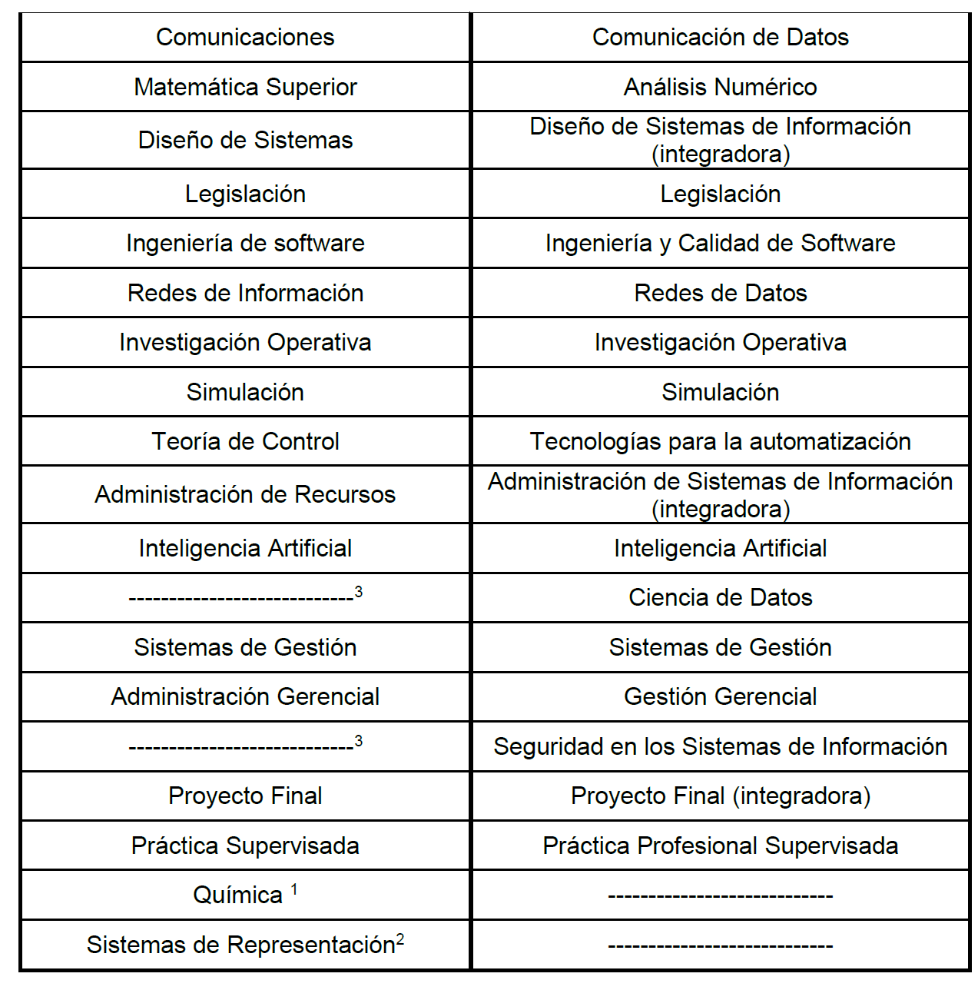 Comunicaciones
Comunicación de Datos
Matemática Superior
Análisis Numérico
Diseño de Sistemas
Diseño de Sistemas de Información
(integradora)
Legislación
Legislación
Ingeniería de software
Ingeniería y Calidad de Software
Redes de Información
Redes de Datos
Investigación Operativa
Investigación Operativa
Simulación
Simulación
Teoría de Control
Tecnologías para la automatización
Administración de Recursos
Administración de Sistemas de Información
(integradora)
Inteligencia Artificial
Inteligencia Artificial
----------------------------3
Ciencia de Datos
Sistemas de Gestión
Sistemas de Gestión
Administración Gerencial
Gestión Gerencial
----------------------------3
Seguridad en los Sistemas de Información
Proyecto Final
Proyecto Final (integradora)
Práctica Supervisada
Práctica Profesional Supervisada
Química 1
----------------------------
Sistemas de Representación2
----------------------------